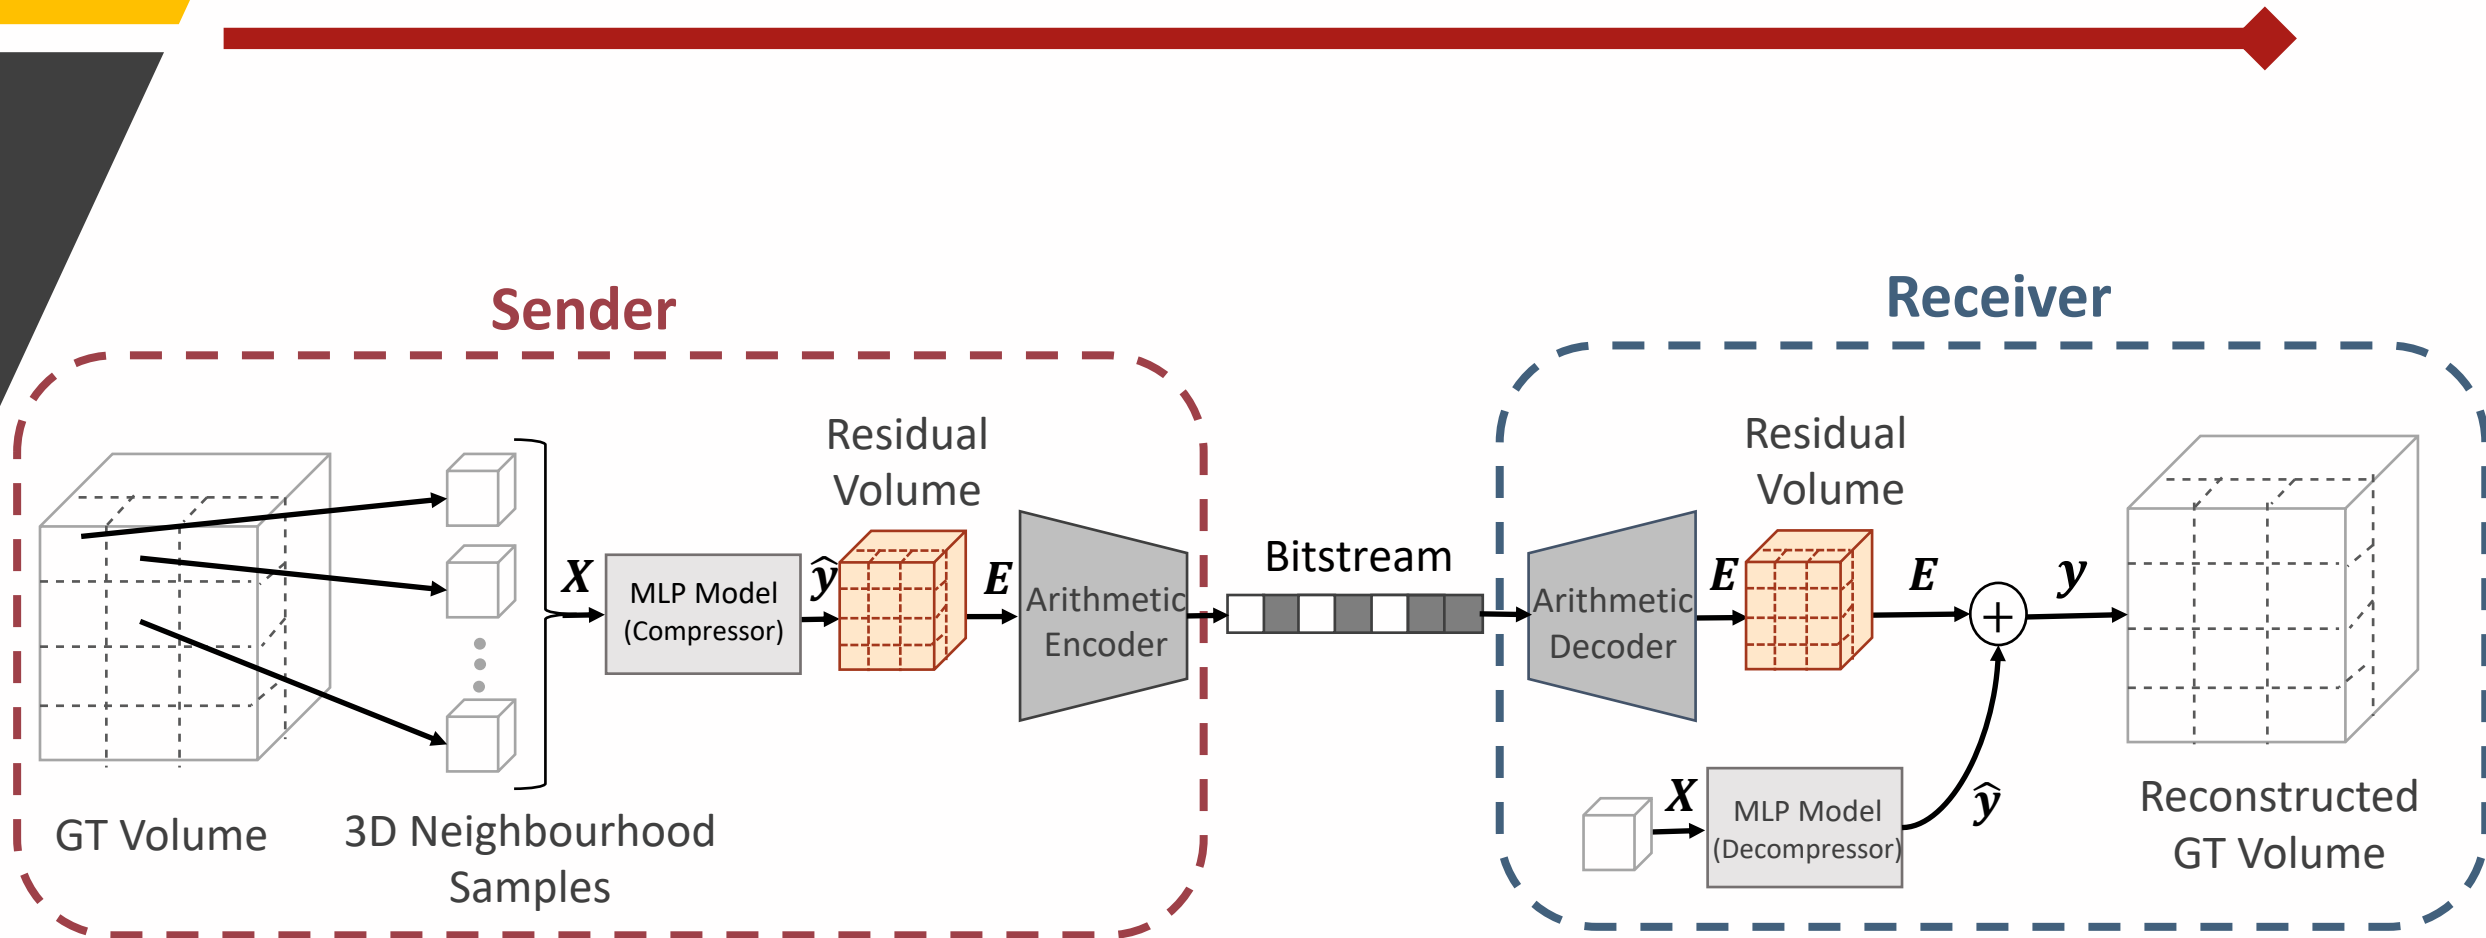 Sender
Receiver
Residual
Volume
X
MLP Model
(Compressor)
ŷ
E
Arithmetic
Encoder
GT Volume
3D Neighbourhood
Samples
Bitstream
Arithmetic
Decoder
E
Residual
Volume
E
+
y
X
MLP Model
(Decompressor)
ŷ
Reconstructed
GT Volume